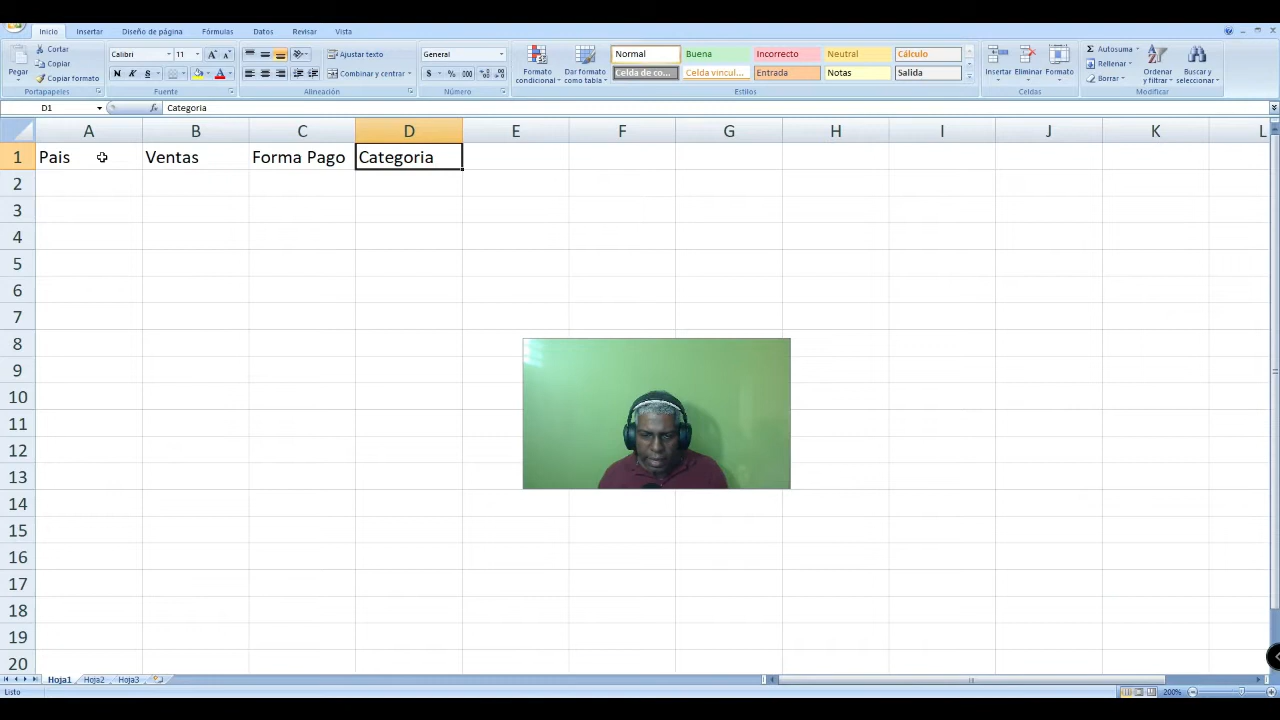 Inicio Insertar Diseño de página Fórmulas Datos Revisar Vista
Pegar
Cortar
Copiar
Copiar formato
Portapapeles
Calibri 11
N K S
Fuente
Ajustar texto
Combinar y centrar
Alineación
General
$ % 000
Número
Formato condicional
Dar formato como tabla
Normal Buena Incorrecto Neutral Cálculo
Celda de co... Celda vincul... Entrada Notas Salida
Estilos
Insertar Eliminar Formato
Celdas
Autosuma
Rellenar
Borrar
Ordenar y filtrar
Buscar y seleccionar
Modificar
D1 fx Categoria
A B C D E F G H I J K L
1 Pais Ventas Forma Pago Categoria
2
3
4
5
6
7
8
9
10
11
12
13
14
15
16
17
18
19
20
Hoja1 Hoja2 Hoja3
Listo 200%